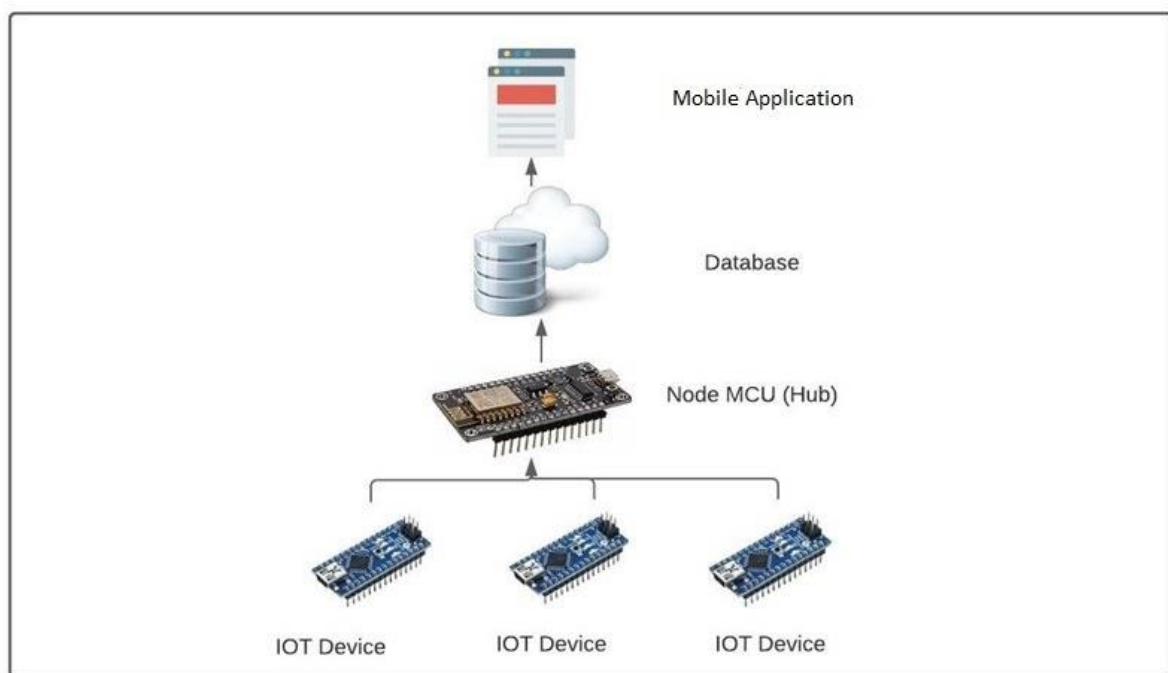 Mobile Application
Database
Node MCU (Hub)
IOT Device
IOT Device
IOT Device